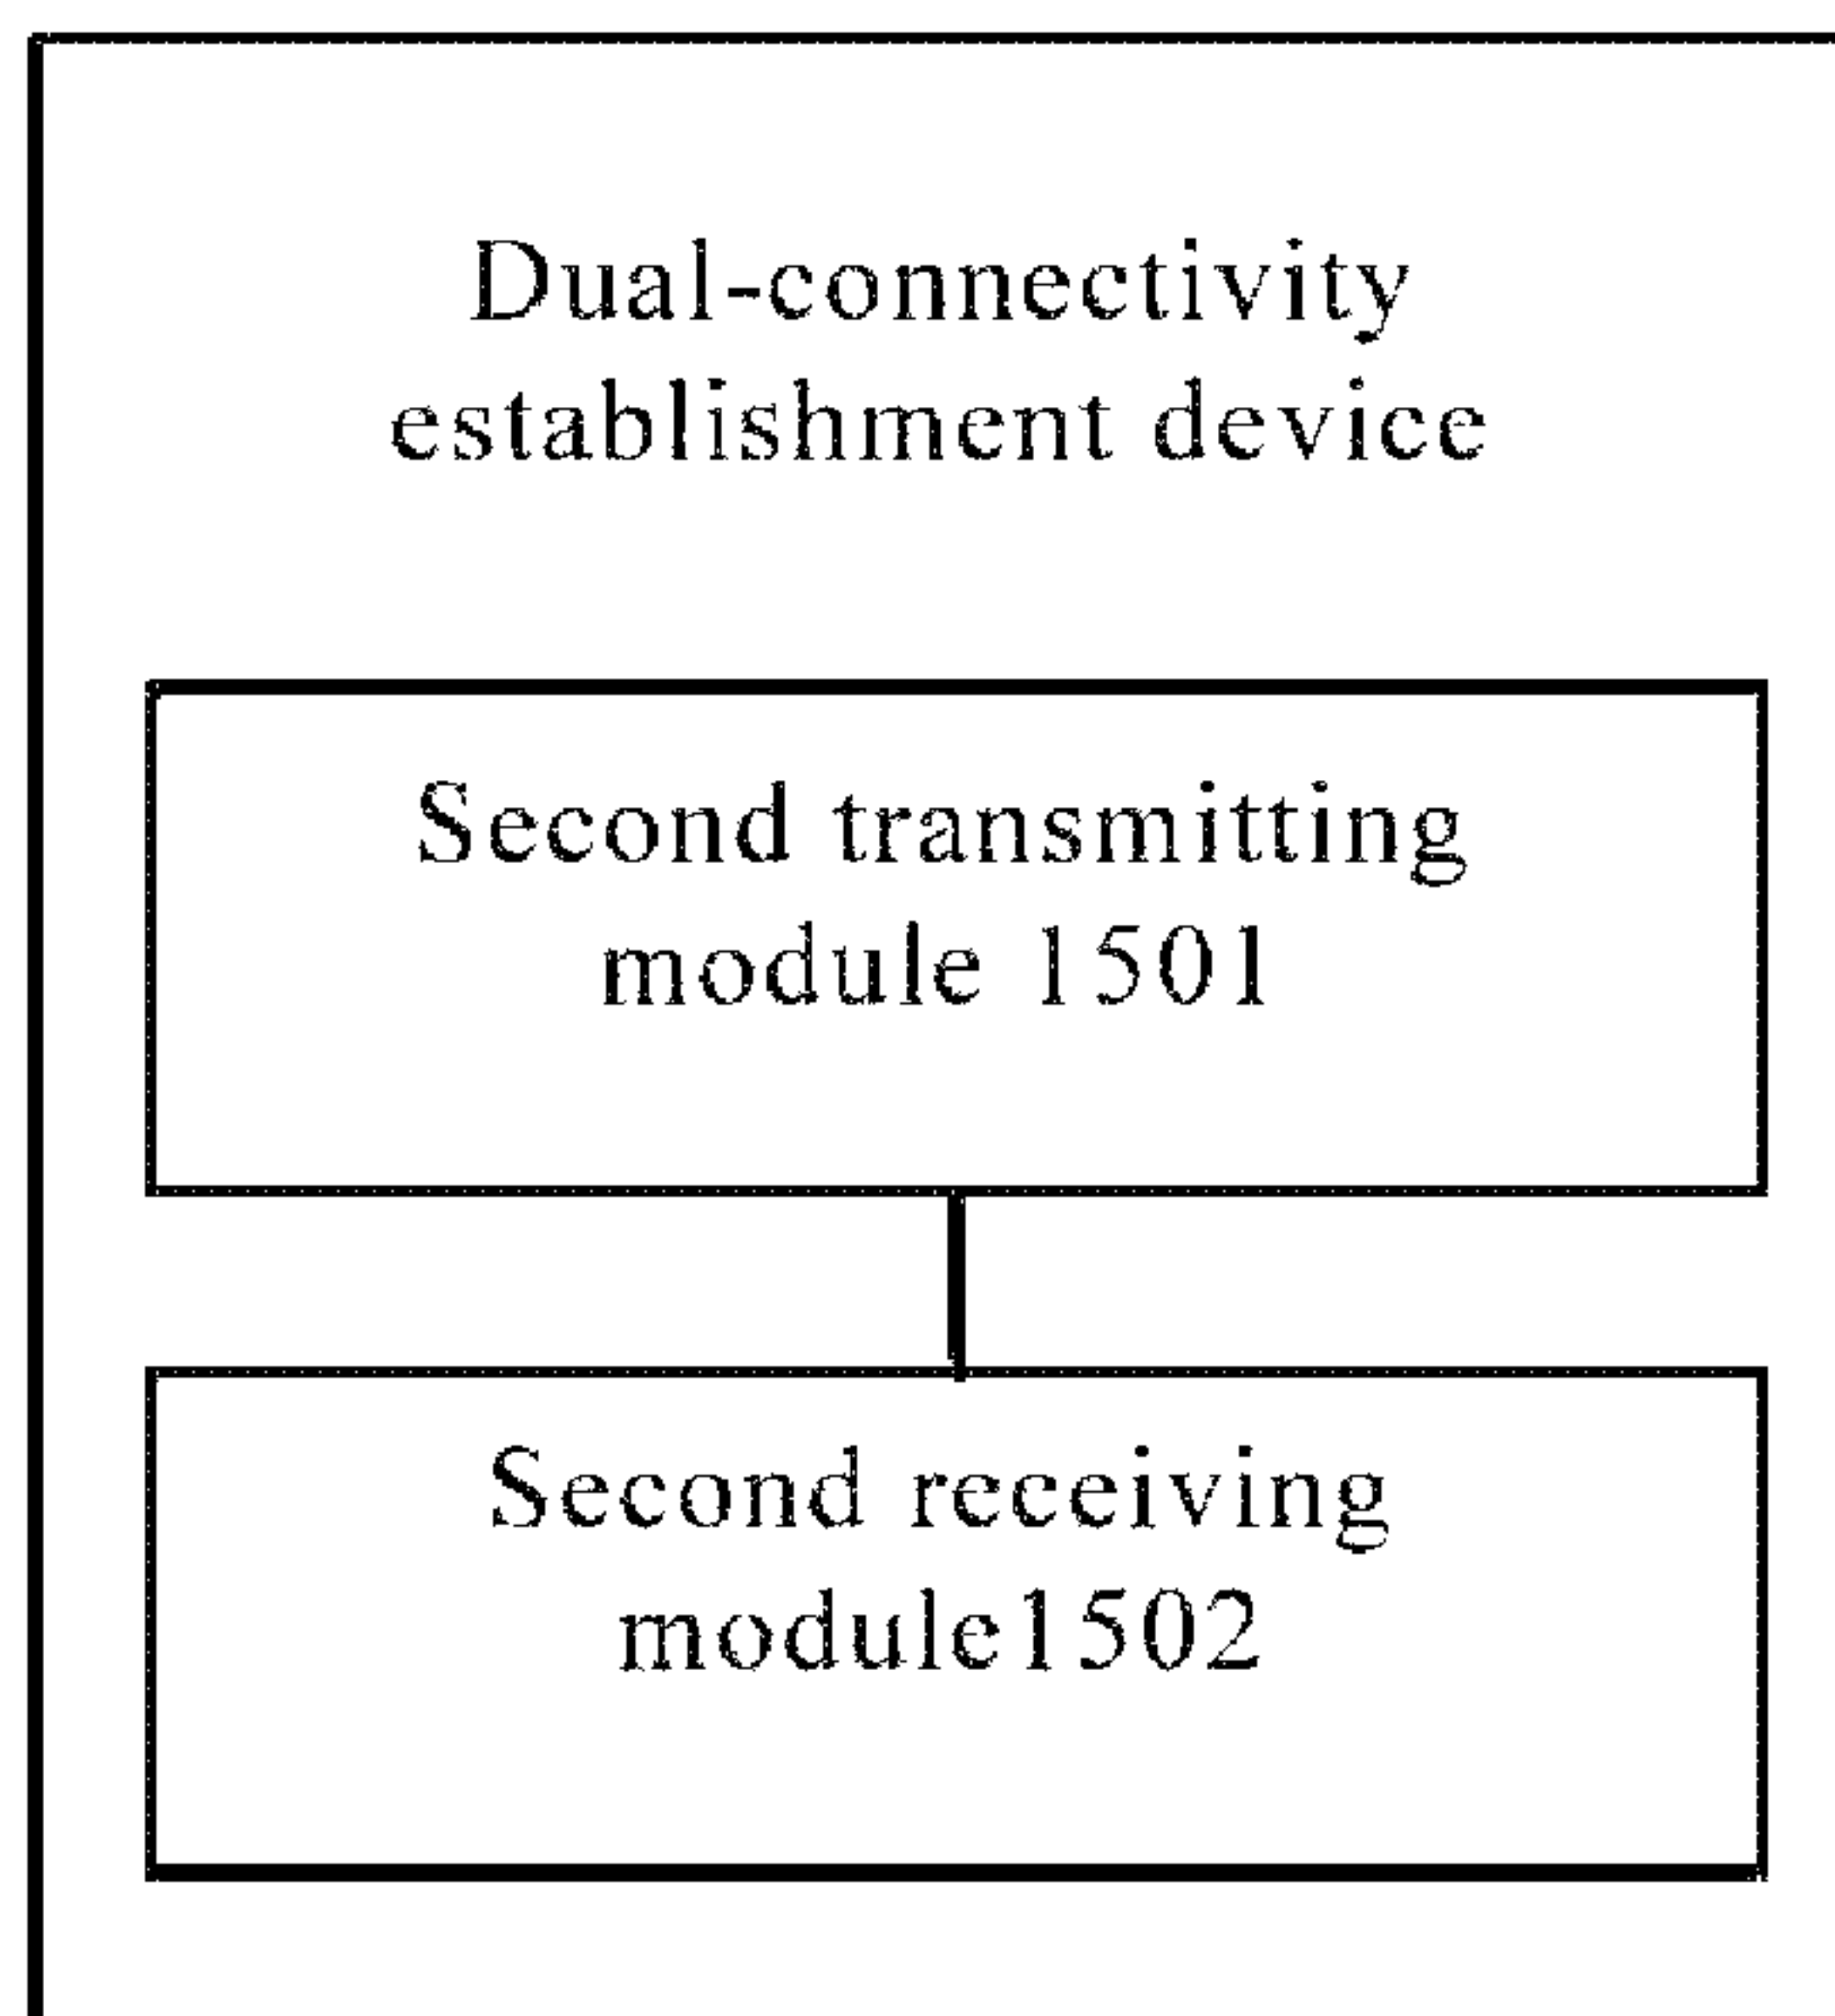 Dual-connectivity
establishment device
Second transmitting
module 1501
Second receiving
module1502